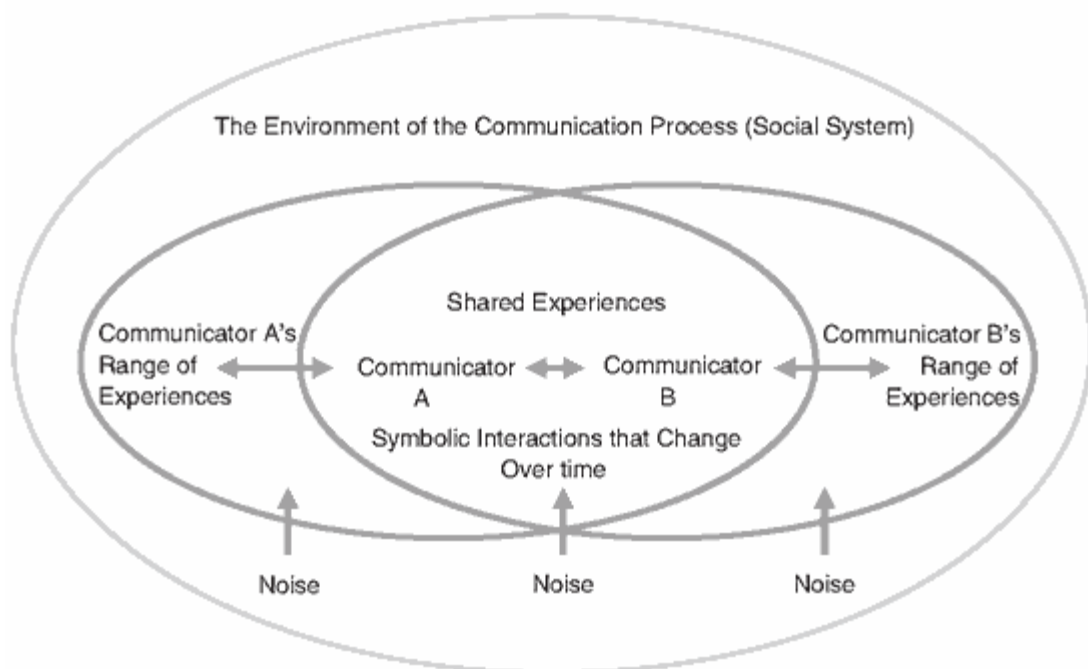 The Environment of the Communication Process (Social System)
Shared Experiences
Communicator A's
Range of
Experiences
Communicator
A
Communicator
B
Communicator B's
Range of
Experiences
Symbolic Interactions that Change
Over time
Noise
Noise
Noise